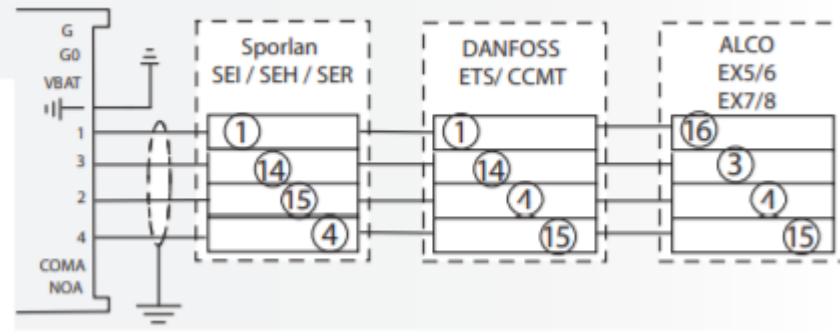 G
G0
VBAT
1
3
2
4
COMA
NOA
Sporlan
SEI / SEH / SER
1
14
15
4
DANFOSS
ETS/ CCMT
1
14
4
15
ALCO
EX5/6
EX7/8
16
3
4
15